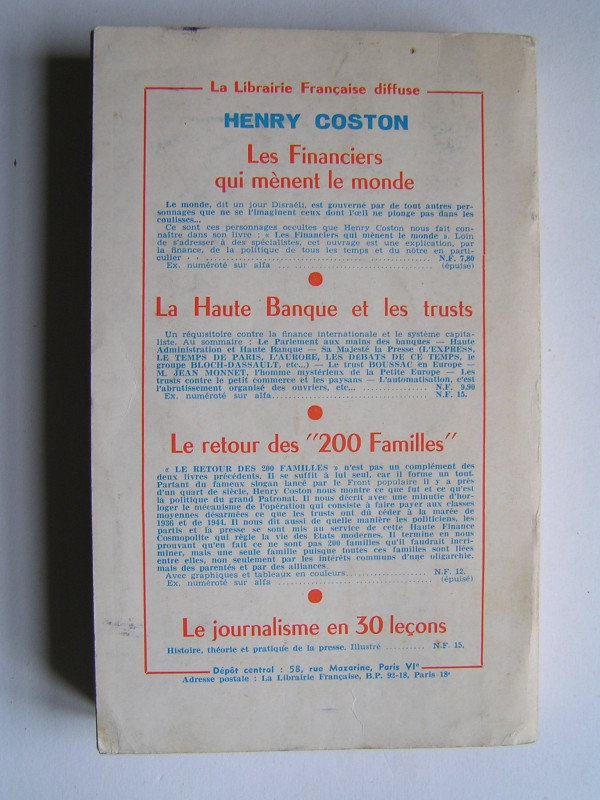 La Librairie Française diffuse
HENRY COSTON
Les Financiers
qui mènent le monde
Le monde, dit un jour Disraéli, est gouverné par de tout autres per-
sonnages que ne se l'imaginent ceux dont l'œil ne plonge pas dans les
coulisses...
Ce sont ces personnages occultes que Henry Coston nous fait con-
naître dans son livre : « Les Financiers qui mènent le monde ». Loin
de s'adresser à des spécialistes, cet ouvrage est une explication, par
la finance, de la politique de tous les temps et du nôtre en parti-
culier . . ................................................ N.F. 7,80
Ex. numéroté sur alfa ... ................................ (épuisé)
La Haute Banque et les trusts
Un réquisitoire contre la finance internationale et le système capita-
liste. Au sommaire : Le Parlement aux mains des banques — Haute
Administration et Haute Banque — Sa Majesté la Presse (L'EXPRESS,
LE TEMPS DE PARIS, L'AURORE, LES DEBATS DE CE TEMPS, le
groupe BLOCH-DASSAULT, etc...) — Le trust BOUSSAC en Europe —
M. JEAN MONNET, l'homme mystérieux de la Petite Europe — Les
trusts contre le petit commerce et les paysans — L'automatisation, c'est
l'abrutissement organisé des ouvriers, etc... ................ N.F. 9,90
Ex. numéroté sur alfa...................................... N.F. 15.
Le retour des "200 Familles"
« LE RETOUR DES 200 FAMILLES » n'est pas un complément des
deux livres précédents. Il se suffit à lui seul, car il forme un tout.
Partant du fameux slogan lancé par le Front populaire il y a près
d'un quart de siècle, Henry Coston nous montre ce que fut et ce qu'est
la politique du grand Patronat. Il nous décrit avec une minutie d'hor-
loger le mécanisme de l'opération qui consiste à faire payer aux classes
moyennes désarmées ce que les trusts ont dû céder à la marée de
1936 et de 1944. Il nous dit aussi de quelle manière les politiciens, les
partis et la presse se sont mis au service de cette Haute Finance
Cosmopolite qui règle la vie des Etats modernes. Il termine en nous
prouvant qu'en fait ce ne sont pas 200 familles qu'il faudrait incri-
miner, mais une seule famille puisque toutes ces familles sont liées
entre elles, non seulement par les intérêts communs d'une oligarchie,
mais des parentés et par des alliances.
Avec graphiques et tableaux en couleurs.................... N.F. 12.
Ex. numéroté sur alfa .................................... (épuisé)
Le journalisme en 30 leçons
Histoire, théorie et pratique de la presse. Illustré .......... N.F. 15.
Dépôt central : 58, rue Mazarine, Paris VIe
Adresse postale : La Librairie Française, B.P. 92-18, Paris 18e